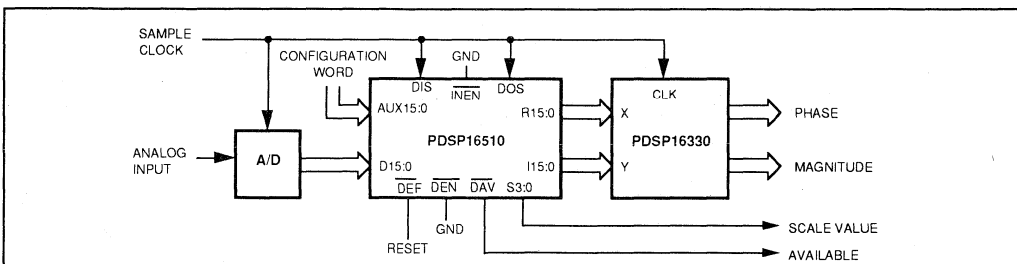 SAMPLE
CLOCK
CONFIGURATION
WORD
GND
DIS
INEN
DOS
CLK
AUX15:0
R15:0
X
PHASE
PDSP16510
PDSP16330
ANALOG
INPUT
A/D
D15:0
I15:0
Y
MAGNITUDE
DEF
DEN
DAV
S3:0
RESET
GND
SCALE VALUE
AVAILABLE